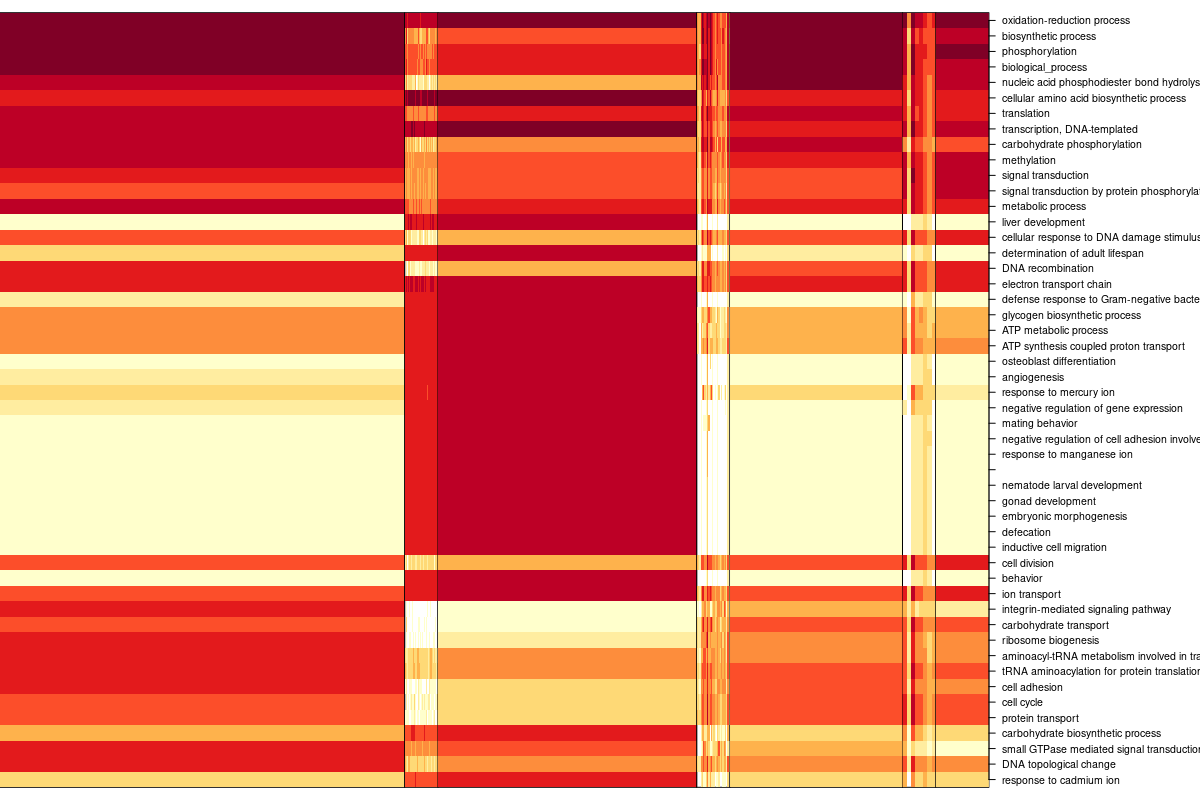 oxidation-reduction process
biosynthetic process
phosphorylation
biological_process
nucleic acid phosphodiester bond hydrolys
cellular amino acid biosynthetic process
translation
transcription, DNA-templated
carbohydrate phosphorylation
methylation
signal transduction
signal transduction by protein phosphorylat
metabolic process
liver development
cellular response to DNA damage stimulus
determination of adult lifespan
DNA recombination
electron transport chain
defense response to Gram-negative bacte
glycogen biosynthetic process
ATP metabolic process
ATP synthesis coupled proton transport
osteoblast differentiation
angiogenesis
response to mercury ion
negative regulation of gene expression
mating behavior
negative regulation of cell adhesion involve
response to manganese ion
nematode larval development
gonad development
embryonic morphogenesis
defecation
inductive cell migration
cell division
behavior
ion transport
integrin-mediated signaling pathway
carbohydrate transport
ribosome biogenesis
aminoacyl-tRNA metabolism involved in tra
tRNA aminoacylation for protein translation
cell adhesion
cell cycle
protein transport
carbohydrate biosynthetic process
small GTPase mediated signal transduction
DNA topological change
response to cadmium ion